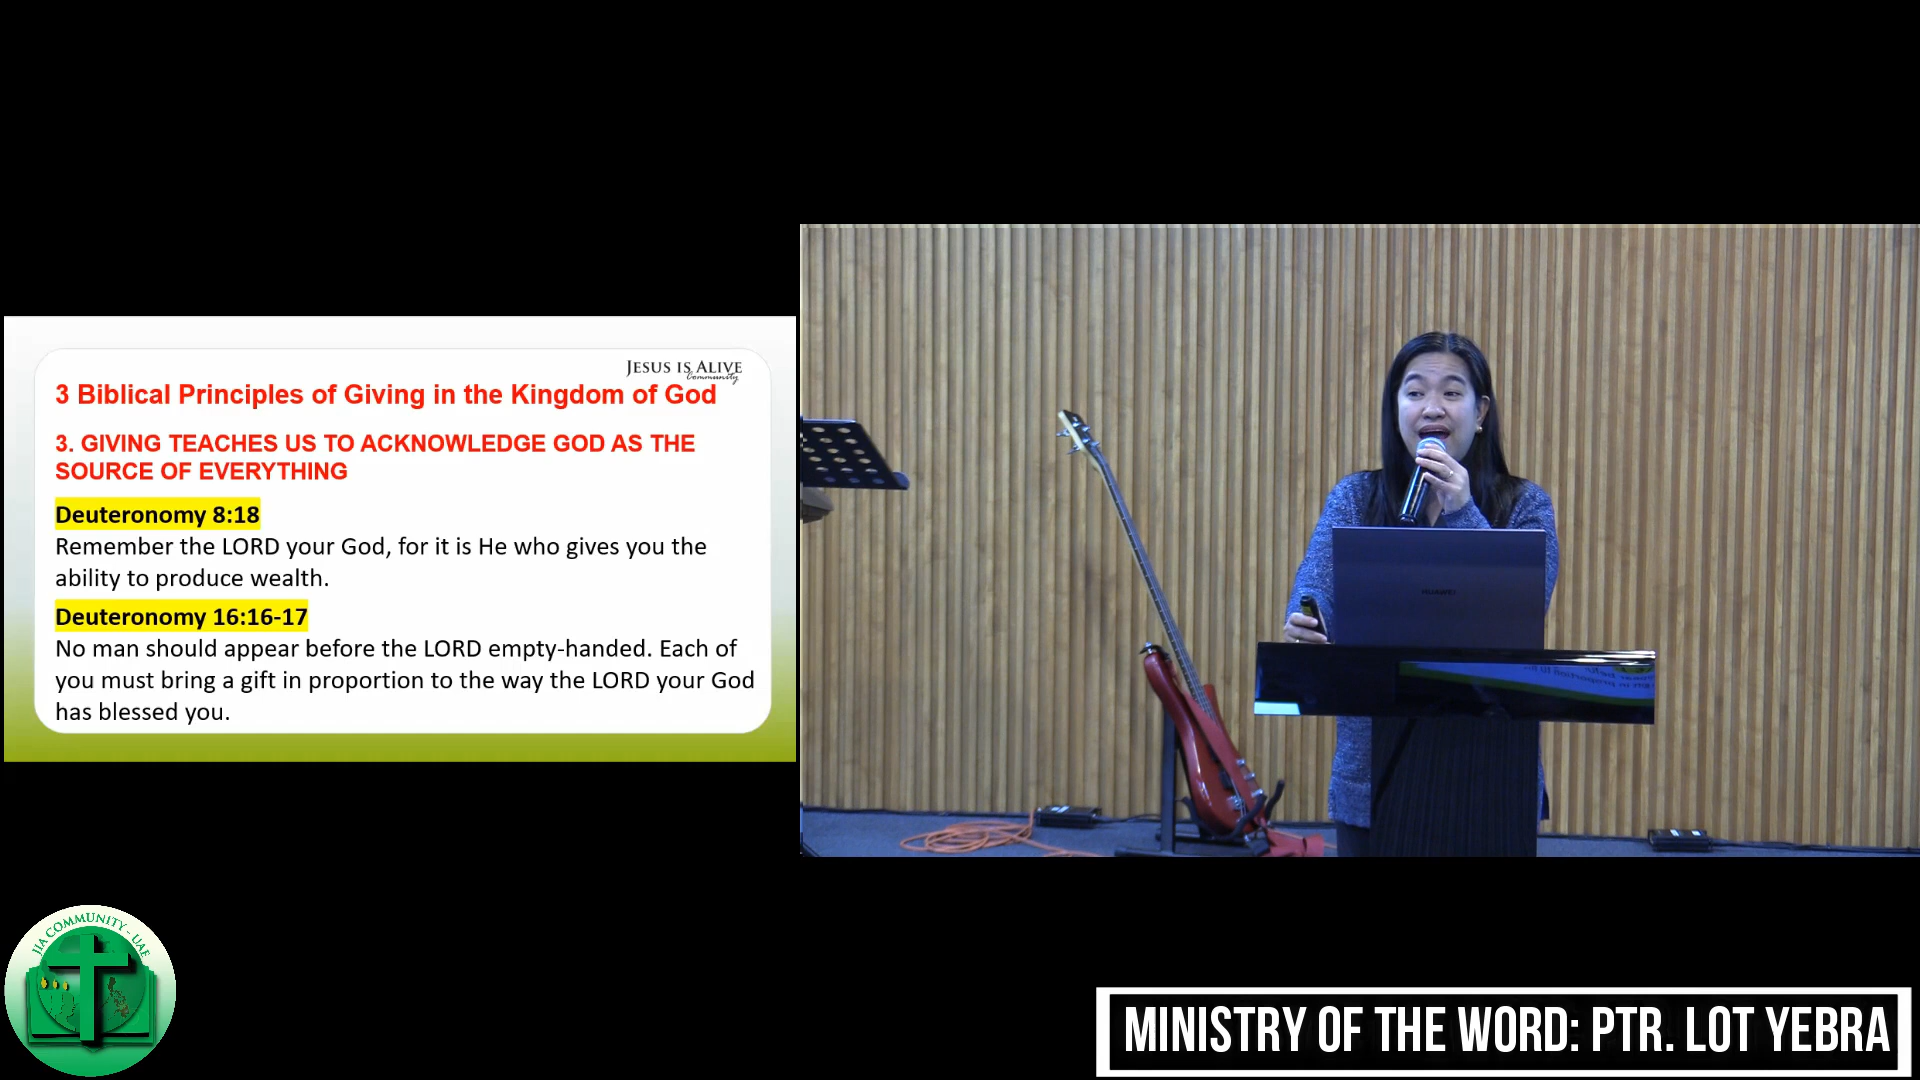 JESUS IS ALIVE
Community
3 Biblical Principles of Giving in the Kingdom of God
3. GIVING TEACHES US TO ACKNOWLEDGE GOD AS THE
SOURCE OF EVERYTHING
Deuteronomy 8:18
Remember the LORD your God, for it is He who gives you the
ability to produce wealth.
Deuteronomy 16:16-17
No man should appear before the LORD empty-handed. Each of
you must bring a gift in proportion to the way the LORD your God
has blessed you.
JIA COMMUNITY - UAE
MINISTRY OF THE WORD: PTR. LOT YEBRA